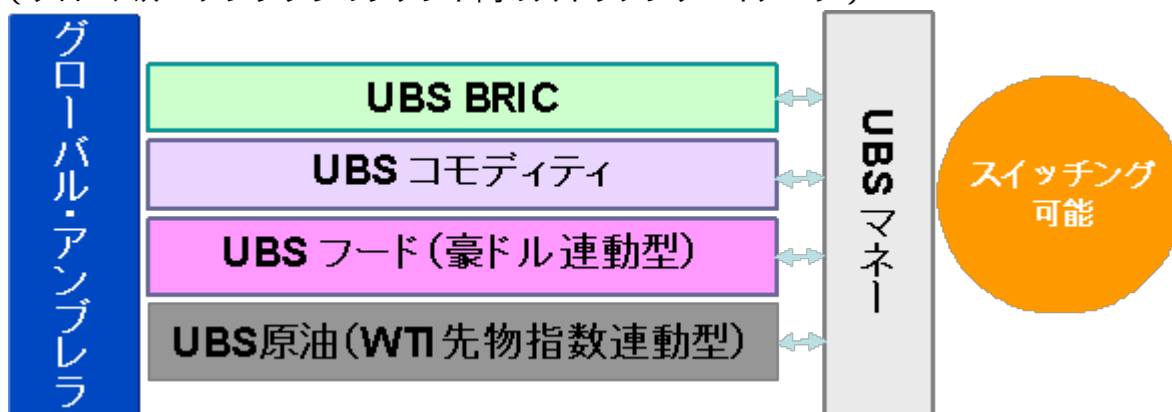 グローバル・アンブレラ
UBS BRIC
UBS コモディティ
UBS フード(豪ドル連動型)
UBS原油(WTI先物指数連動型)
UBS マネー
スイッチング
可能